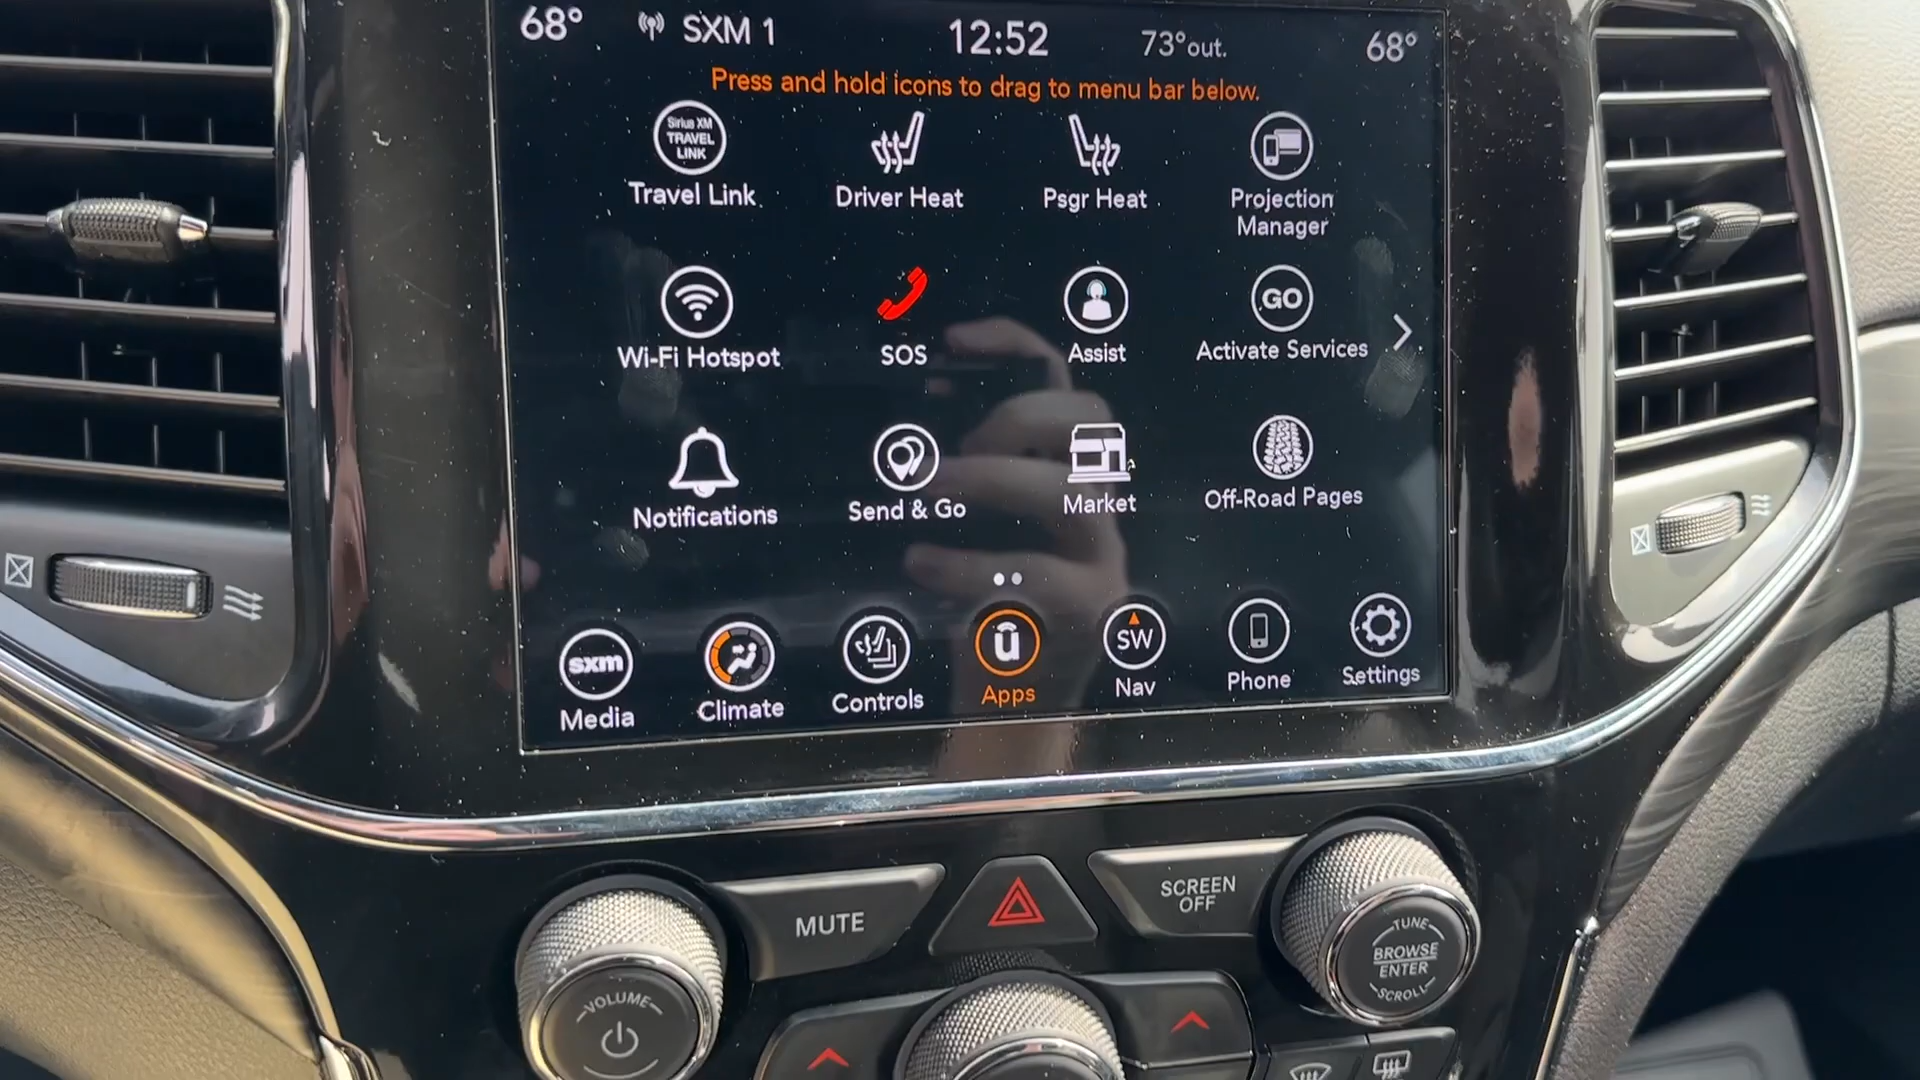 68° SXM 1 12:52 73°out. 68°
Press and hold icons to drag to menu bar below.
Sirius XM
TRAVEL
LINK
Travel Link
Driver Heat
Psgr Heat
Projection
Manager
Wi-Fi Hotspot
SOS
Assist
GO
Activate Services
Notifications
Send & Go
Market
Off-Road Pages
sxm
Media
Climate
Controls
ū
Apps
SW
Nav
Phone
Settings
MUTE
SCREEN
OFF
VOLUME
TUNE
BROWSE
ENTER
SCROLL